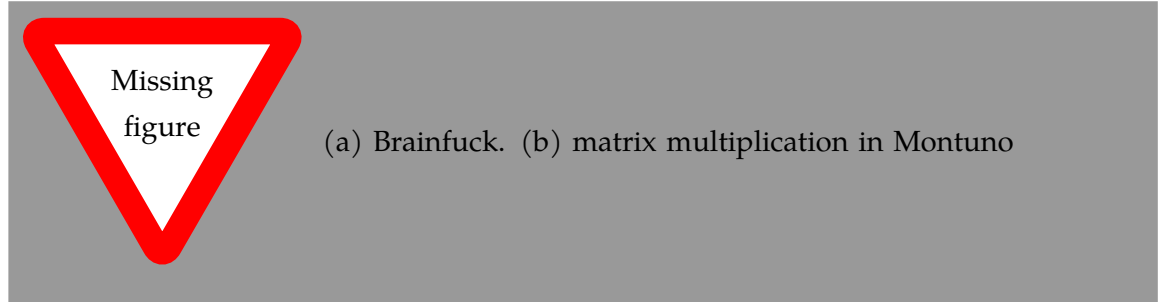 Missing
figure
(a) Brainfuck. (b) matrix multiplication in Montuno